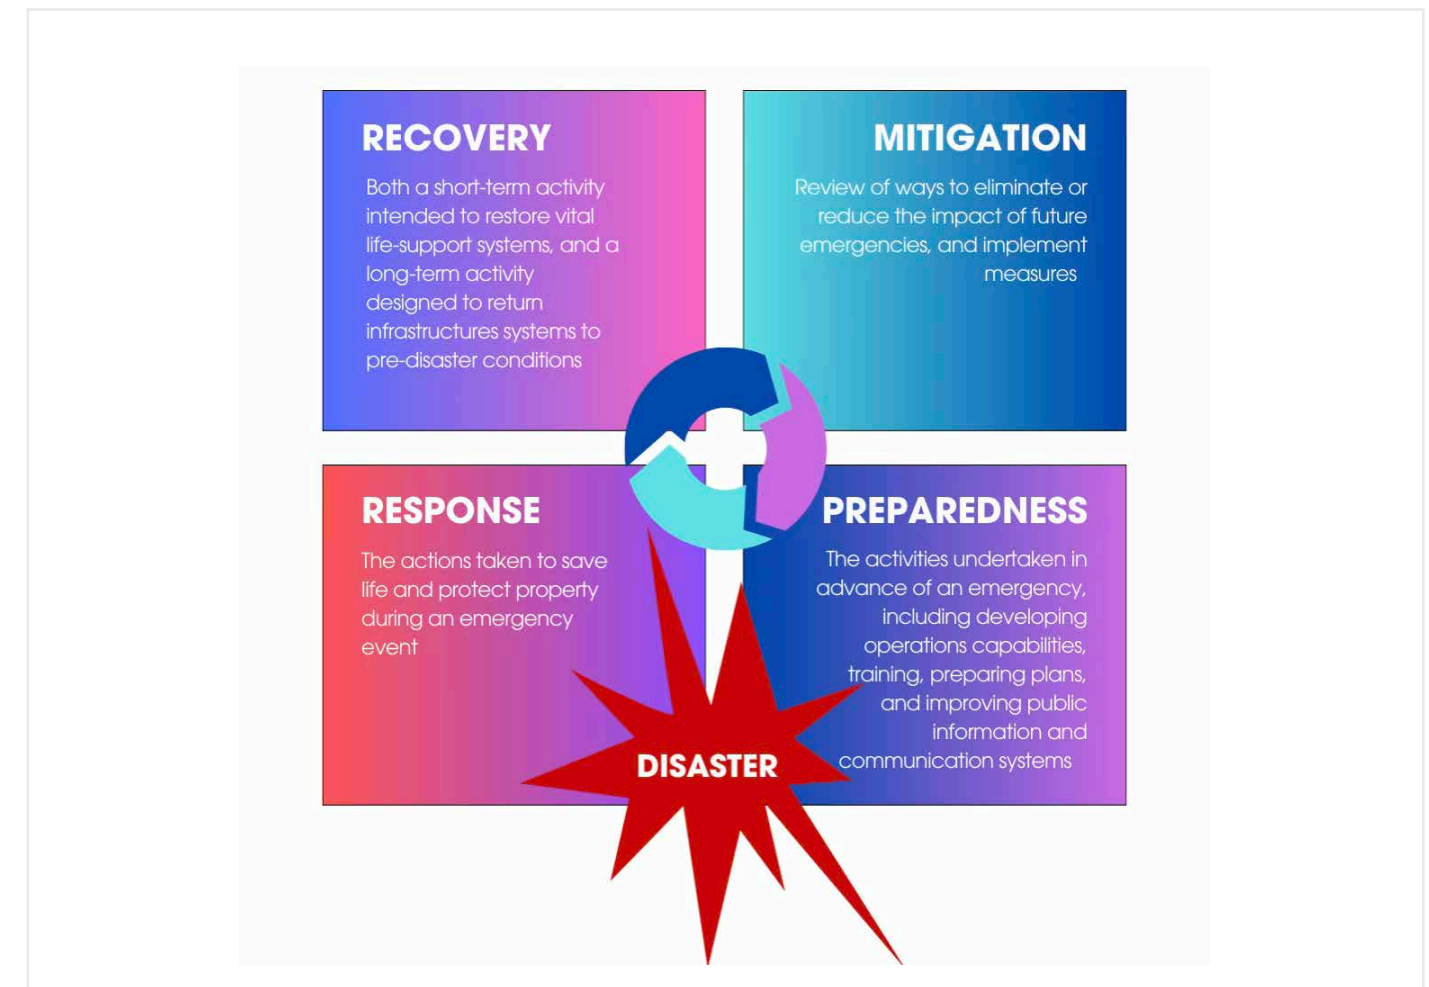 RECOVERY
Both a short-term activity
intended to restore vital
life-support systems, and a
long-term activity
designed to return
infrastructures systems to
pre-disaster conditions
MITIGATION
Review of ways to eliminate or
reduce the impact of future
emergencies, and implement
measures
RESPONSE
The actions taken to save
life and protect property
during an emergency
event
PREPAREDNESS
The activities undertaken in
advance of an emergency,
including developing
operations capabilities,
training, preparing plans,
and improving public
information and
communication systems
DISASTER